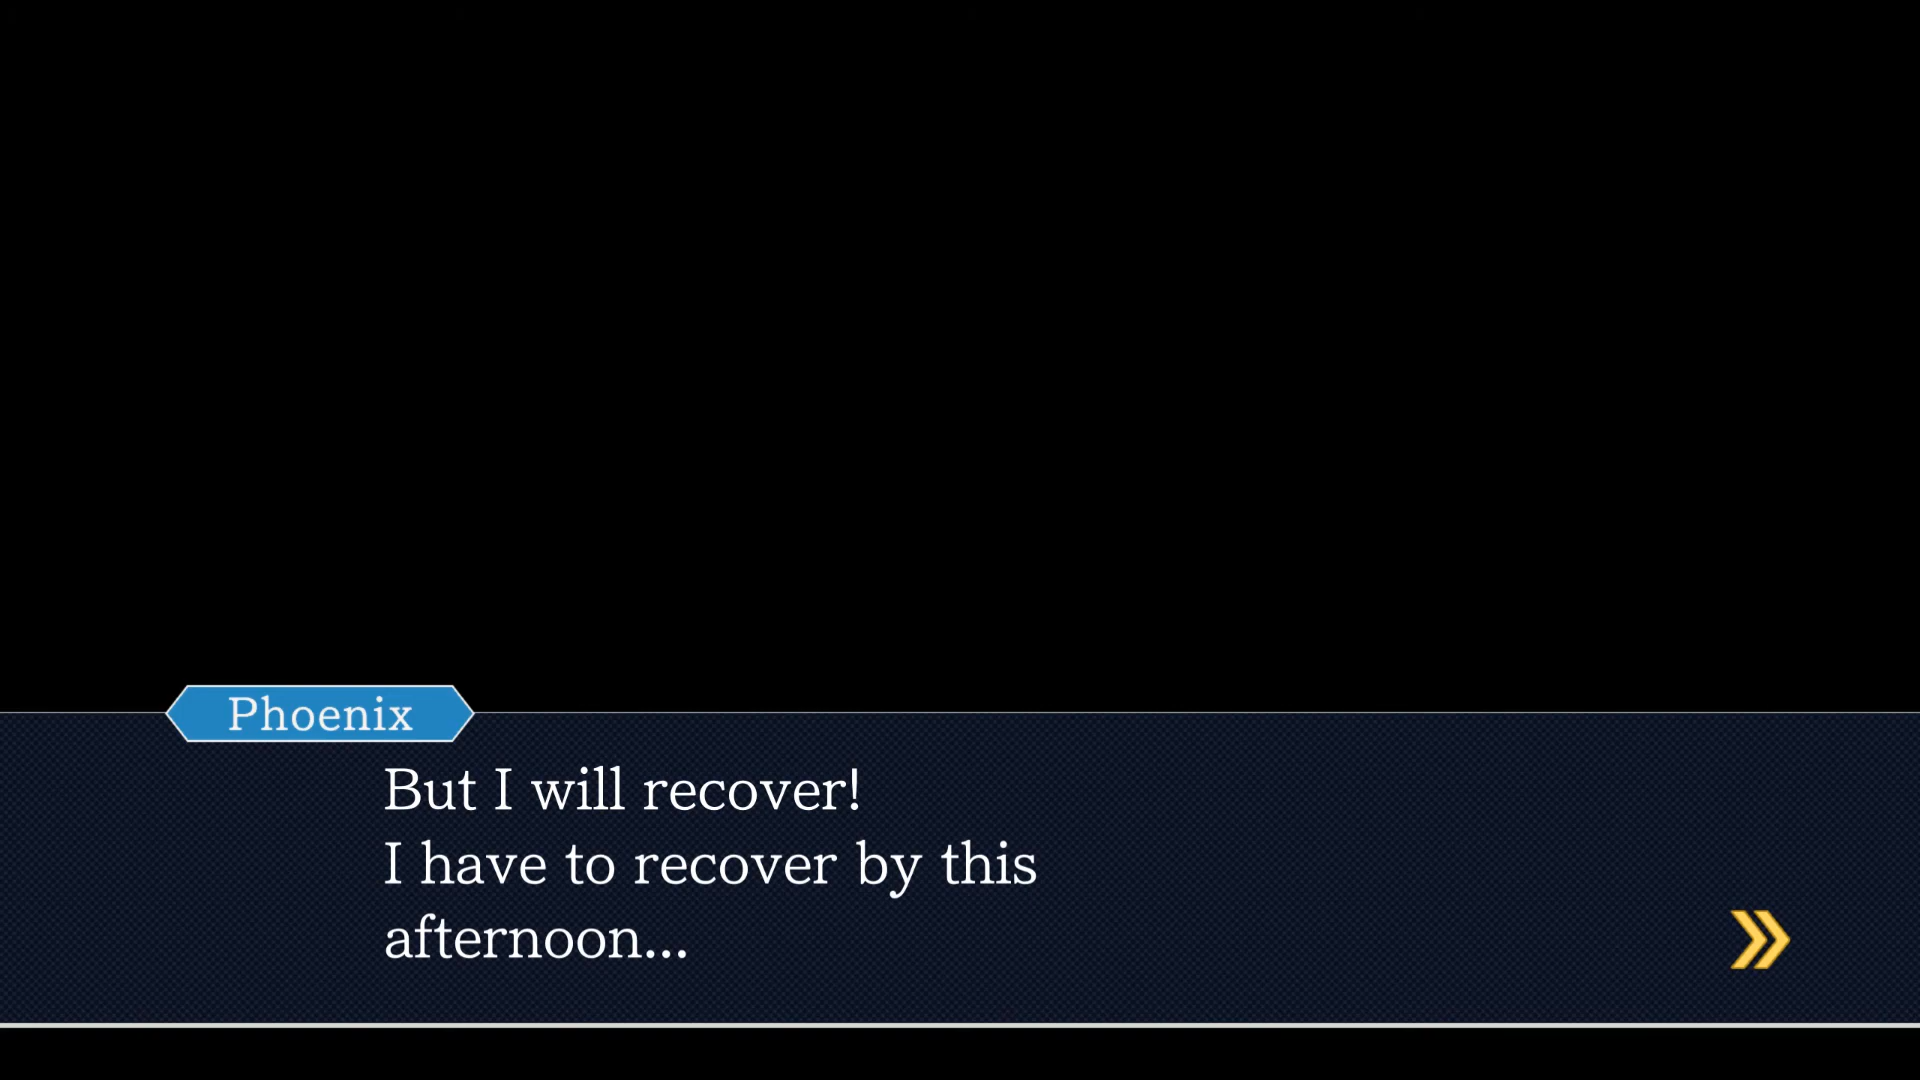 Phoenix
But I will recover!
I have to recover by this
afternoon...